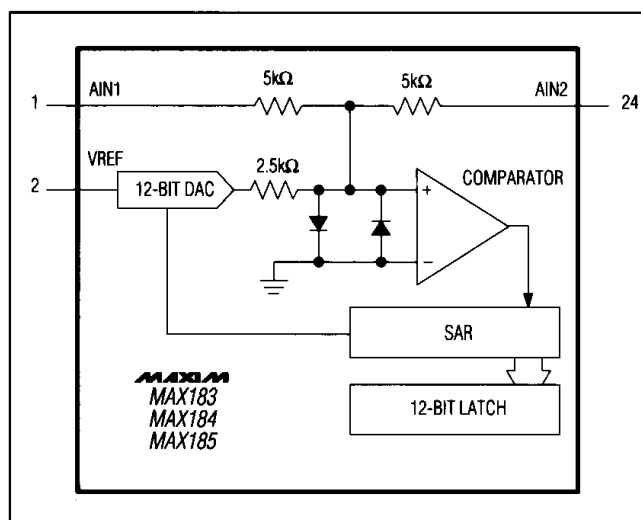 5kΩ 5kΩ
1 AIN1 AIN2 24
2.5kΩ
VREF
2 12-BIT DAC
+ COMPARATOR
−
SAR
MAXIM
MAX183
MAX184
MAX185
12-BIT LATCH